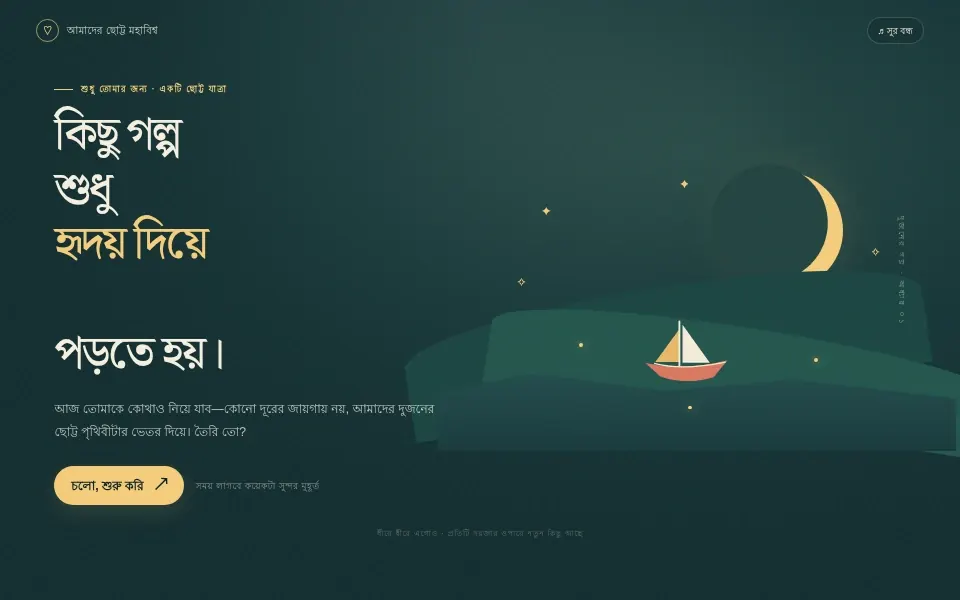 আমাদের ছোট্ট মহাবিশ্ব
♬ সুর বন্ধ
শুধু তোমার জন্য · একটি ছোট্ট যাত্রা
কিছু গল্প
শুধু
হৃদয় দিয়ে
পড়তে হয়।
আজ তোমাকে কোথাও নিয়ে যাব—কোনো দূরের জায়গায় নয়, আমাদের দুজনের
ছোট্ট পৃথিবীটার ভেতর দিয়ে। তৈরি তো?
চলো, শুরু করি ↗
সময় লাগবে কয়েকটা সুন্দর মুহূর্ত
ধীরে ধীরে এগোও · প্রতিটি দরজার ওপারে নতুন কিছু আছে